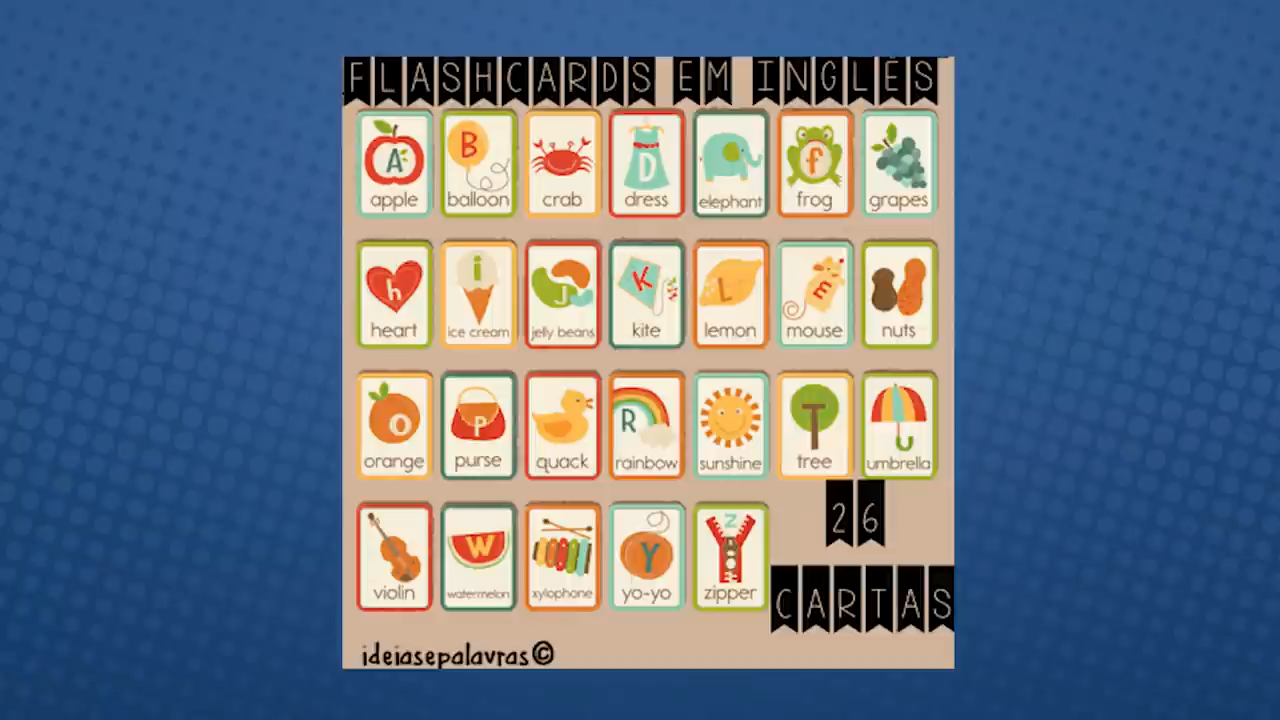 FLASHCARDS EM INGLÊS
A B D f
apple balloon crab dress elephant frog grapes
h i J K L m
heart ice cream jelly beans kite lemon mouse nuts
O P R T
orange purse quack rainbow sunshine tree umbrella
26
W Y Z
violin watermelon xylophone yo-yo zipper
CARTAS
ideiasepalavras©